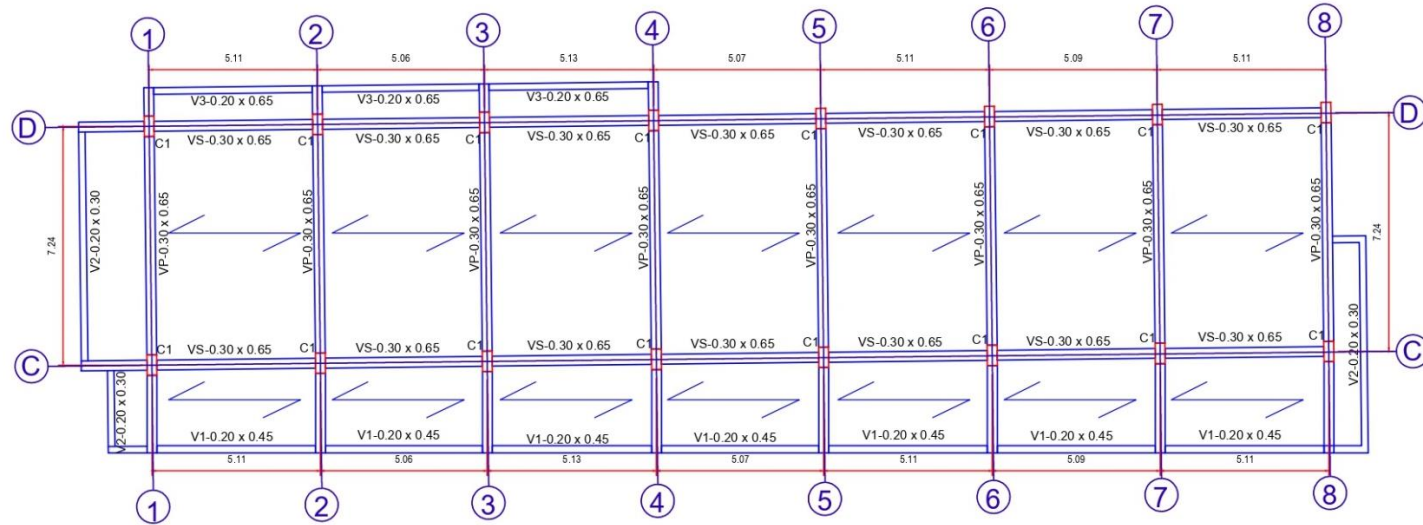 1 2 3 4 5 6 7 8
5.11 5.06 5.13 5.07 5.11 5.09 5.11
V3-0.20 x 0.65 V3-0.20 x 0.65 V3-0.20 x 0.65
D D
VS-0.30 x 0.65 VS-0.30 x 0.65 VS-0.30 x 0.65 VS-0.30 x 0.65 VS-0.30 x 0.65 VS-0.30 x 0.65 VS-0.30 x 0.65
C1 C1 C1 C1 C1 C1 C1 C1
7.24 V2-0.20 x 0.30 VP-0.30 x 0.65 VP-0.30 x 0.65 VP-0.30 x 0.65 VP-0.30 x 0.65 VP-0.30 x 0.65 VP-0.30 x 0.65 VP-0.30 x 0.65 VP-0.30 x 0.65 7.24
C1 C1 C1 C1 C1 C1 C1 C1
VS-0.30 x 0.65 VS-0.30 x 0.65 VS-0.30 x 0.65 VS-0.30 x 0.65 VS-0.30 x 0.65 VS-0.30 x 0.65 VS-0.30 x 0.65
C C
V2-0.20 x 0.30 V2-0.20 x 0.30
V1-0.20 x 0.45 V1-0.20 x 0.45 V1-0.20 x 0.45 V1-0.20 x 0.45 V1-0.20 x 0.45 V1-0.20 x 0.45 V1-0.20 x 0.45
5.11 5.06 5.13 5.07 5.11 5.09 5.11
1 2 3 4 5 6 7 8